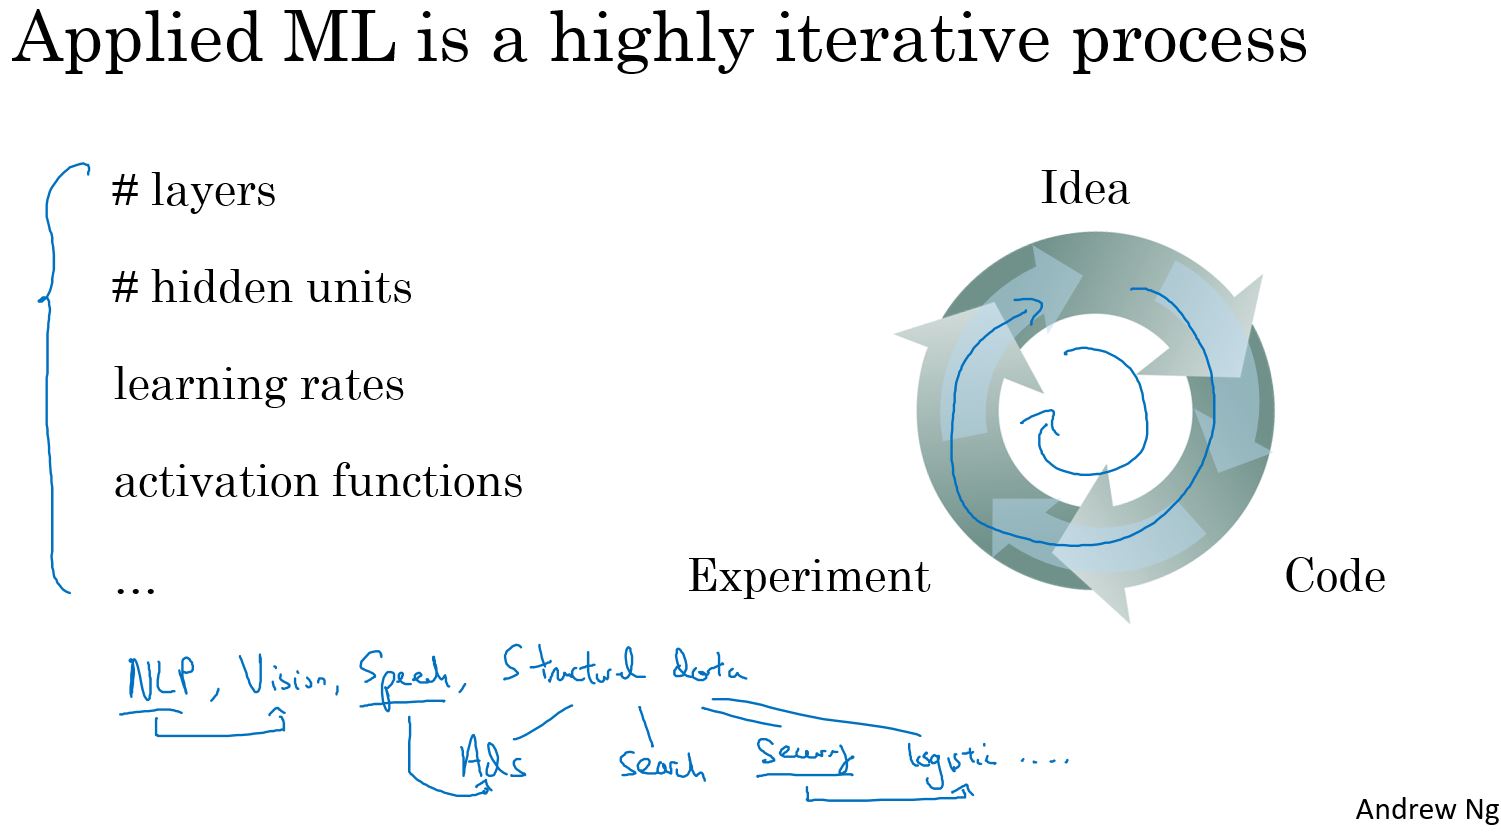 Applied ML is a highly iterative process
# layers
# hidden units
learning rates
activation functions
...
Idea
Experiment
Code
NLP, Vision, Speech, Structural data
Ads search Security logistic ....
Andrew Ng